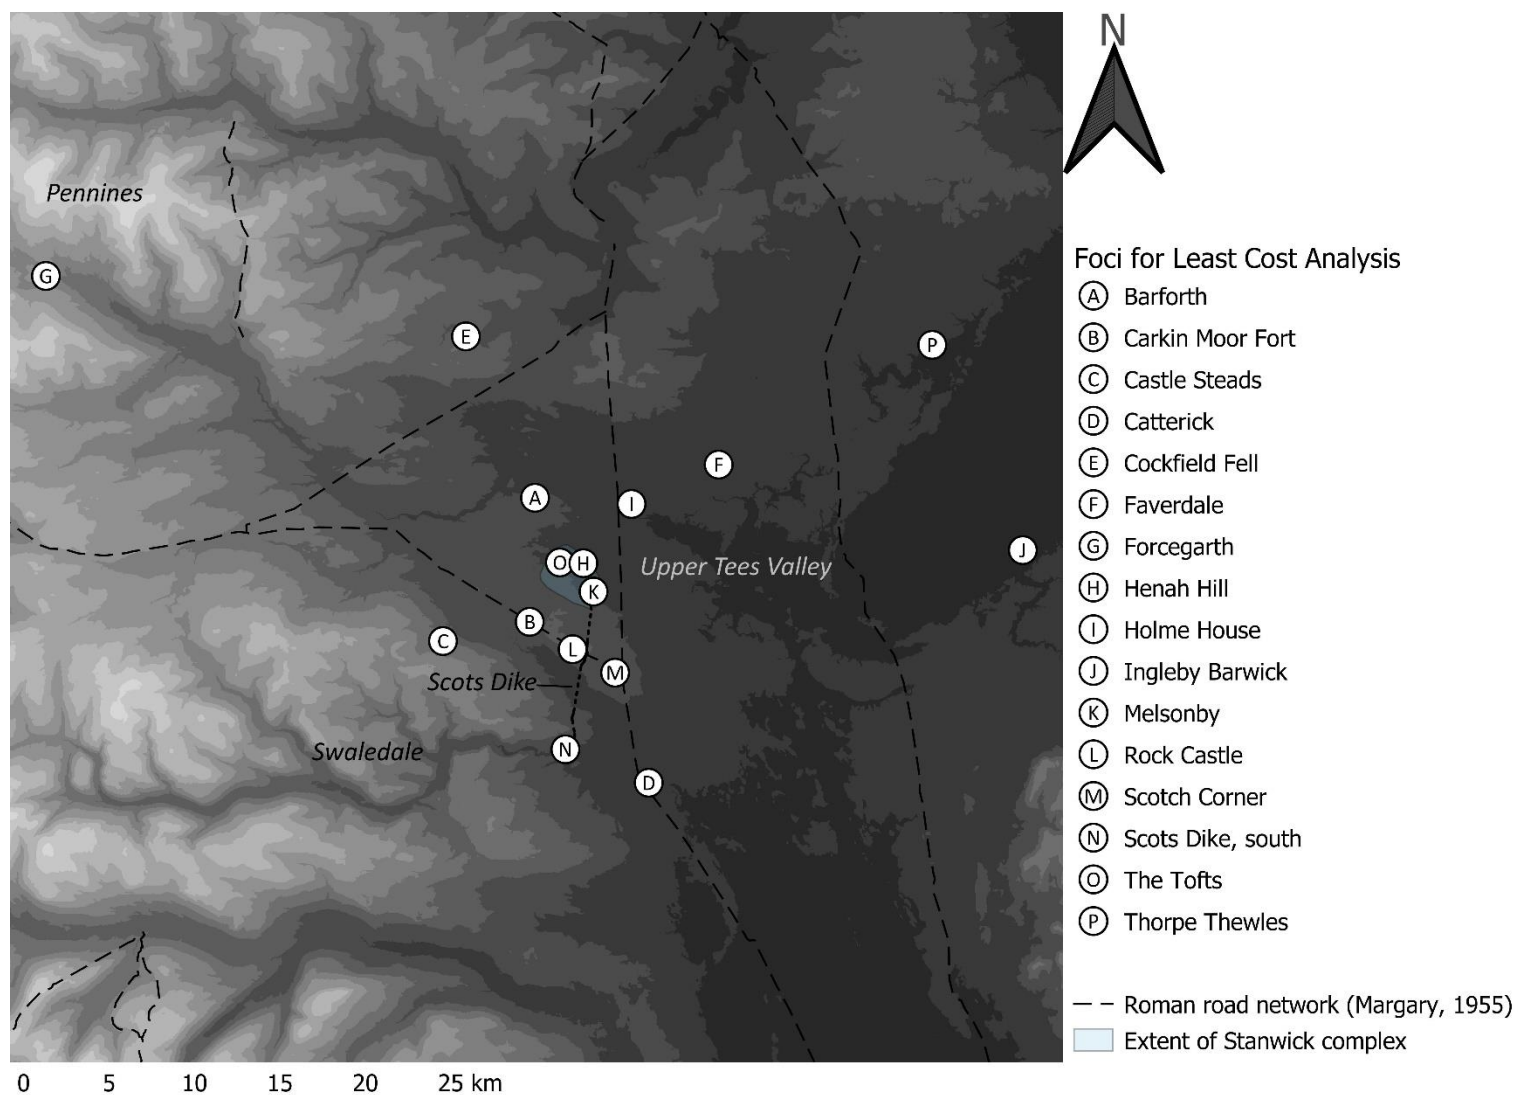 N
Pennines
G
E
P
F
A
I
O
H
Upper Tees Valley
J
K
B
C
L
M
Scots Dike
Swaledale
N
D
0 5 10 15 20 25 km
Foci for Least Cost Analysis
A Barforth
B Carkin Moor Fort
C Castle Steads
D Catterick
E Cockfield Fell
F Faverdale
G Forcegarth
H Henah Hill
I Holme House
J Ingleby Barwick
K Melsonby
L Rock Castle
M Scotch Corner
N Scots Dike, south
O The Tofts
P Thorpe Thewles
Roman road network (Margary, 1955)
Extent of Stanwick complex